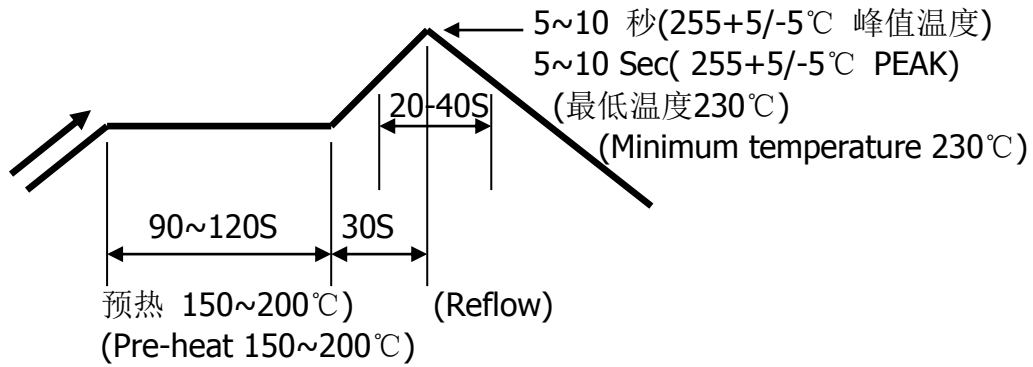 5~10 秒(255+5/-5℃ 峰值温度)
5~10 Sec( 255+5/-5℃ PEAK)
20-40S
(最低温度230℃)
(Minimum temperature 230℃)
90~120S
30S
预热 150~200℃)
(Reflow)
(Pre-heat 150~200℃)